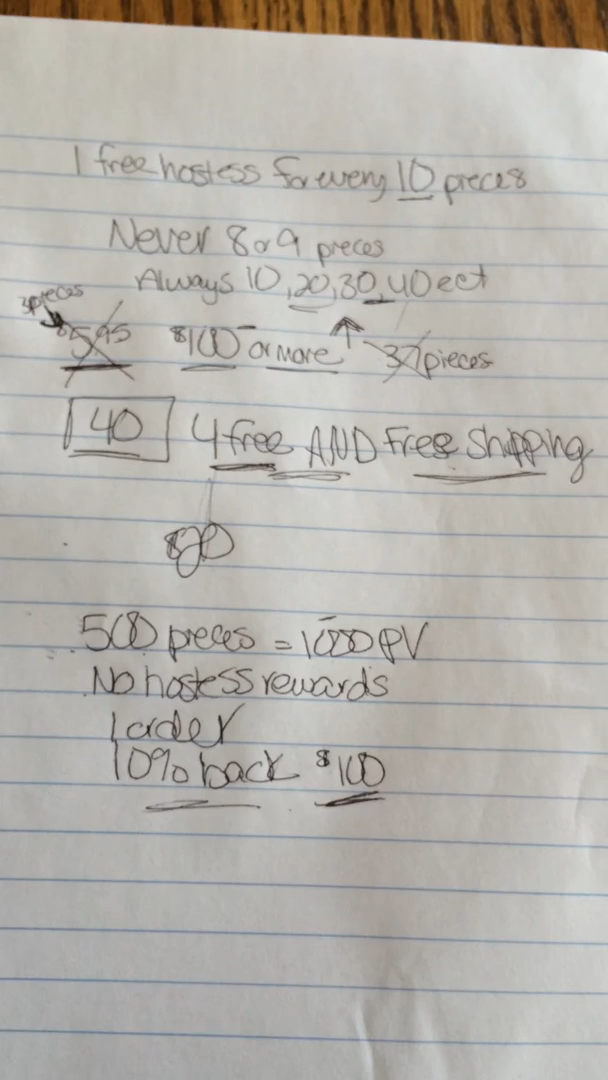 1 free hostess for every 10 pieces
Never 8 or 9 pieces
Always 10, 20, 30, 40 ect
3 pieces
$5.95 $100 or more 37 pieces
40 4 free AND Free Shipping
500 pieces = 1000 PV
No hostess rewards
1 order
10% back $100